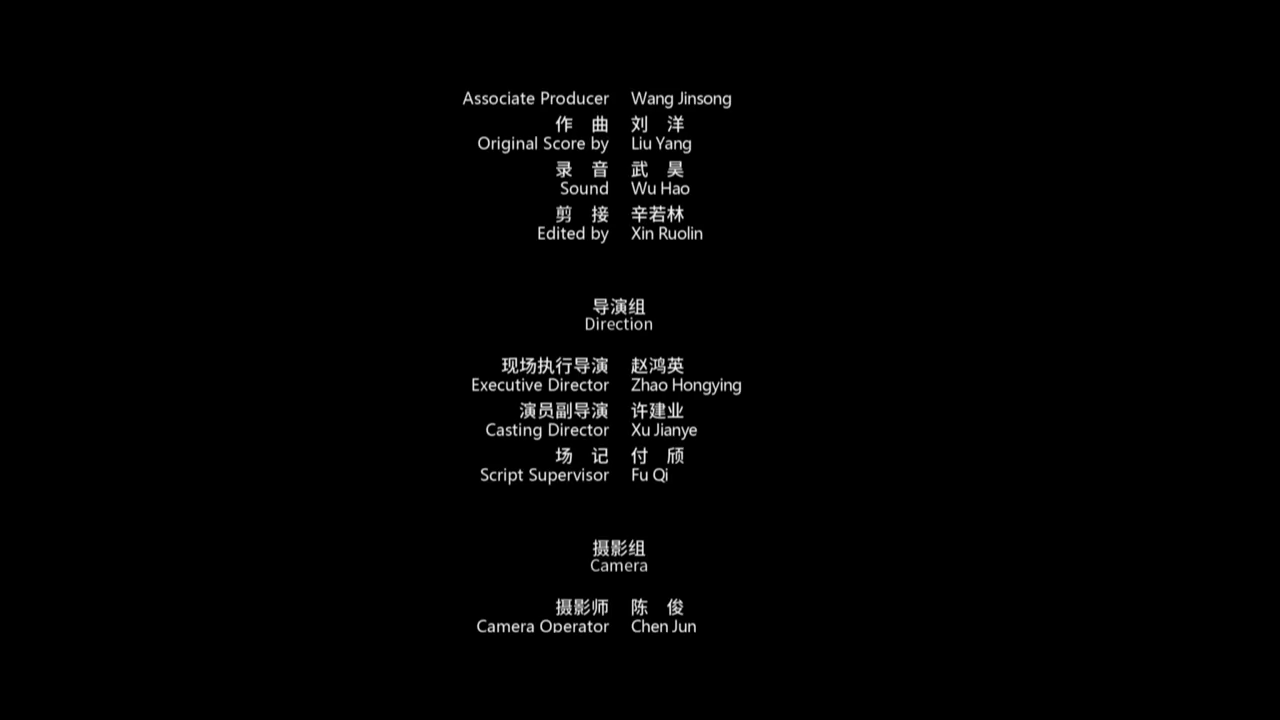 Associate Producer Wang Jinsong
作 曲 刘 洋
Original Score by Liu Yang
录 音 武 昊
Sound Wu Hao
剪 接 辛若林
Edited by Xin Ruolin
导演组
Direction
现场执行导演 赵鸿英
Executive Director Zhao Hongying
演员副导演 许建业
Casting Director Xu Jianye
场 记 付 颀
Script Supervisor Fu Qi
摄影组
Camera
摄影师 陈 俊
Camera Operator Chen Jun